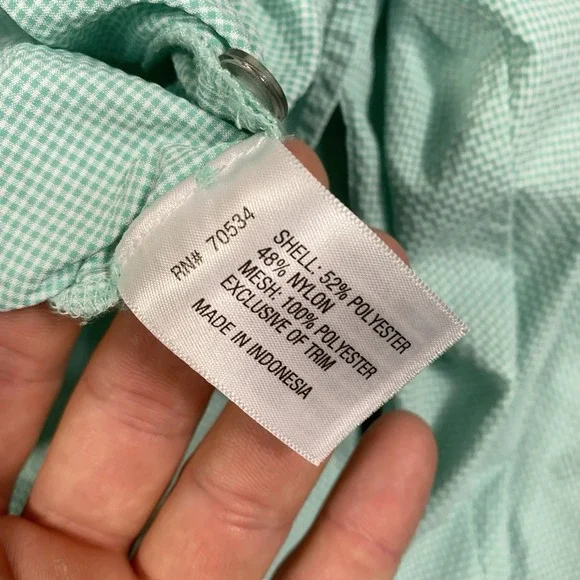 RN# 70534
SHELL: 52% POLYESTER
48% NYLON
MESH: 100% POLYESTER
EXCLUSIVE OF TRIM
MADE IN INDONESIA